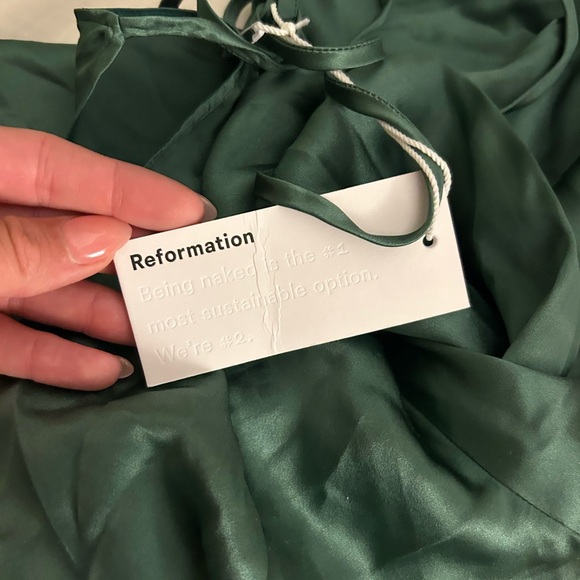 Reformation
Being naked is the #1
most sustainable option.
We're #2.